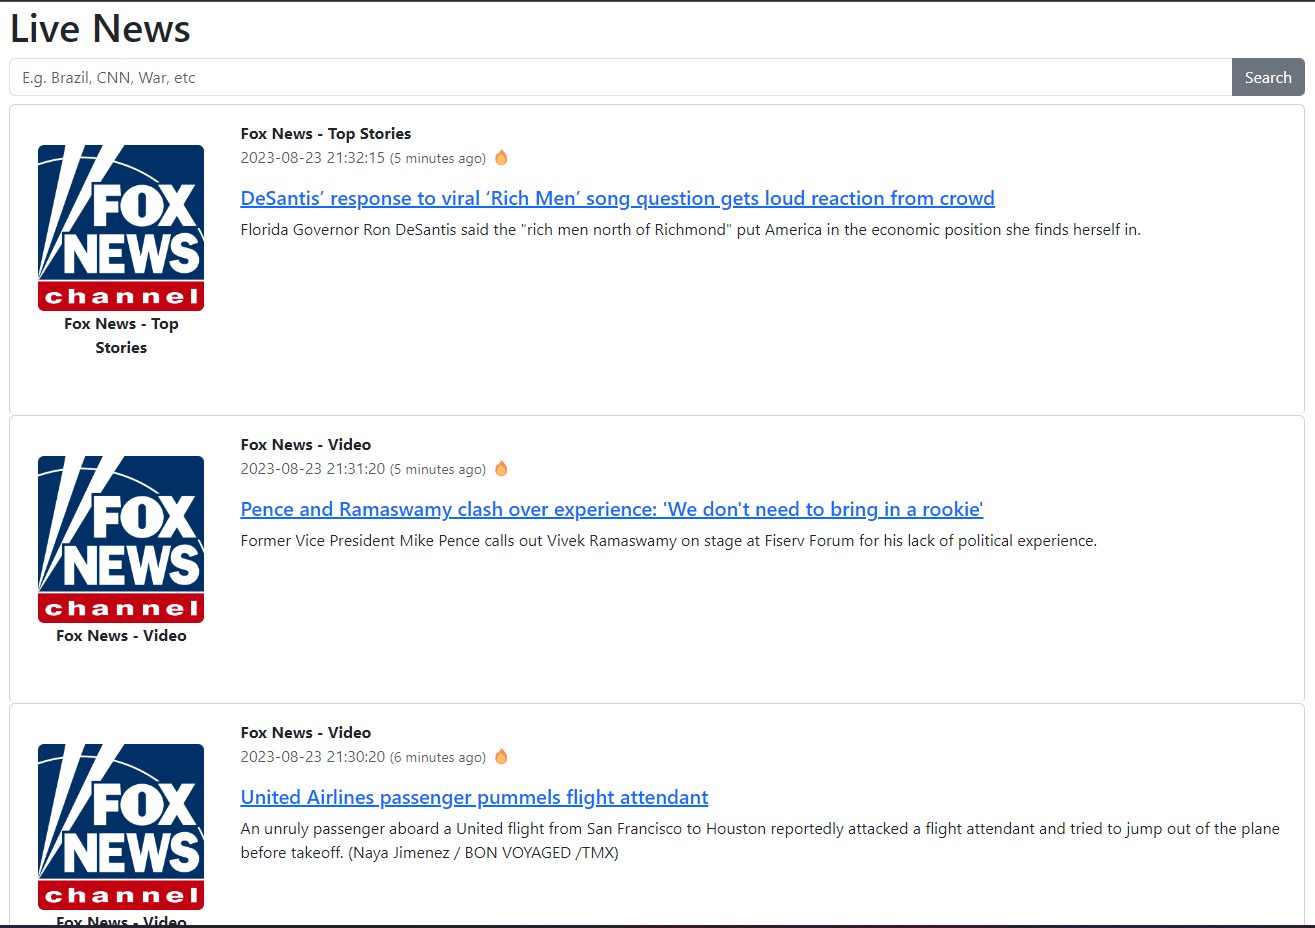 Live News
E.g. Brazil, CNN, War, etc
Search
FOX
NEWS
channel
Fox News - Top
Stories
Fox News - Top Stories
2023-08-23 21:32:15 (5 minutes ago)
DeSantis’ response to viral ‘Rich Men’ song question gets loud reaction from crowd
Florida Governor Ron DeSantis said the "rich men north of Richmond" put America in the economic position she finds herself in.
FOX
NEWS
channel
Fox News - Video
Fox News - Video
2023-08-23 21:31:20 (5 minutes ago)
Pence and Ramaswamy clash over experience: 'We don't need to bring in a rookie'
Former Vice President Mike Pence calls out Vivek Ramaswamy on stage at Fiserv Forum for his lack of political experience.
FOX
NEWS
channel
Fox News - Video
Fox News - Video
2023-08-23 21:30:20 (6 minutes ago)
United Airlines passenger pummels flight attendant
An unruly passenger aboard a United flight from San Francisco to Houston reportedly attacked a flight attendant and tried to jump out of the plane
before takeoff. (Naya Jimenez / BON VOYAGED /TMX)